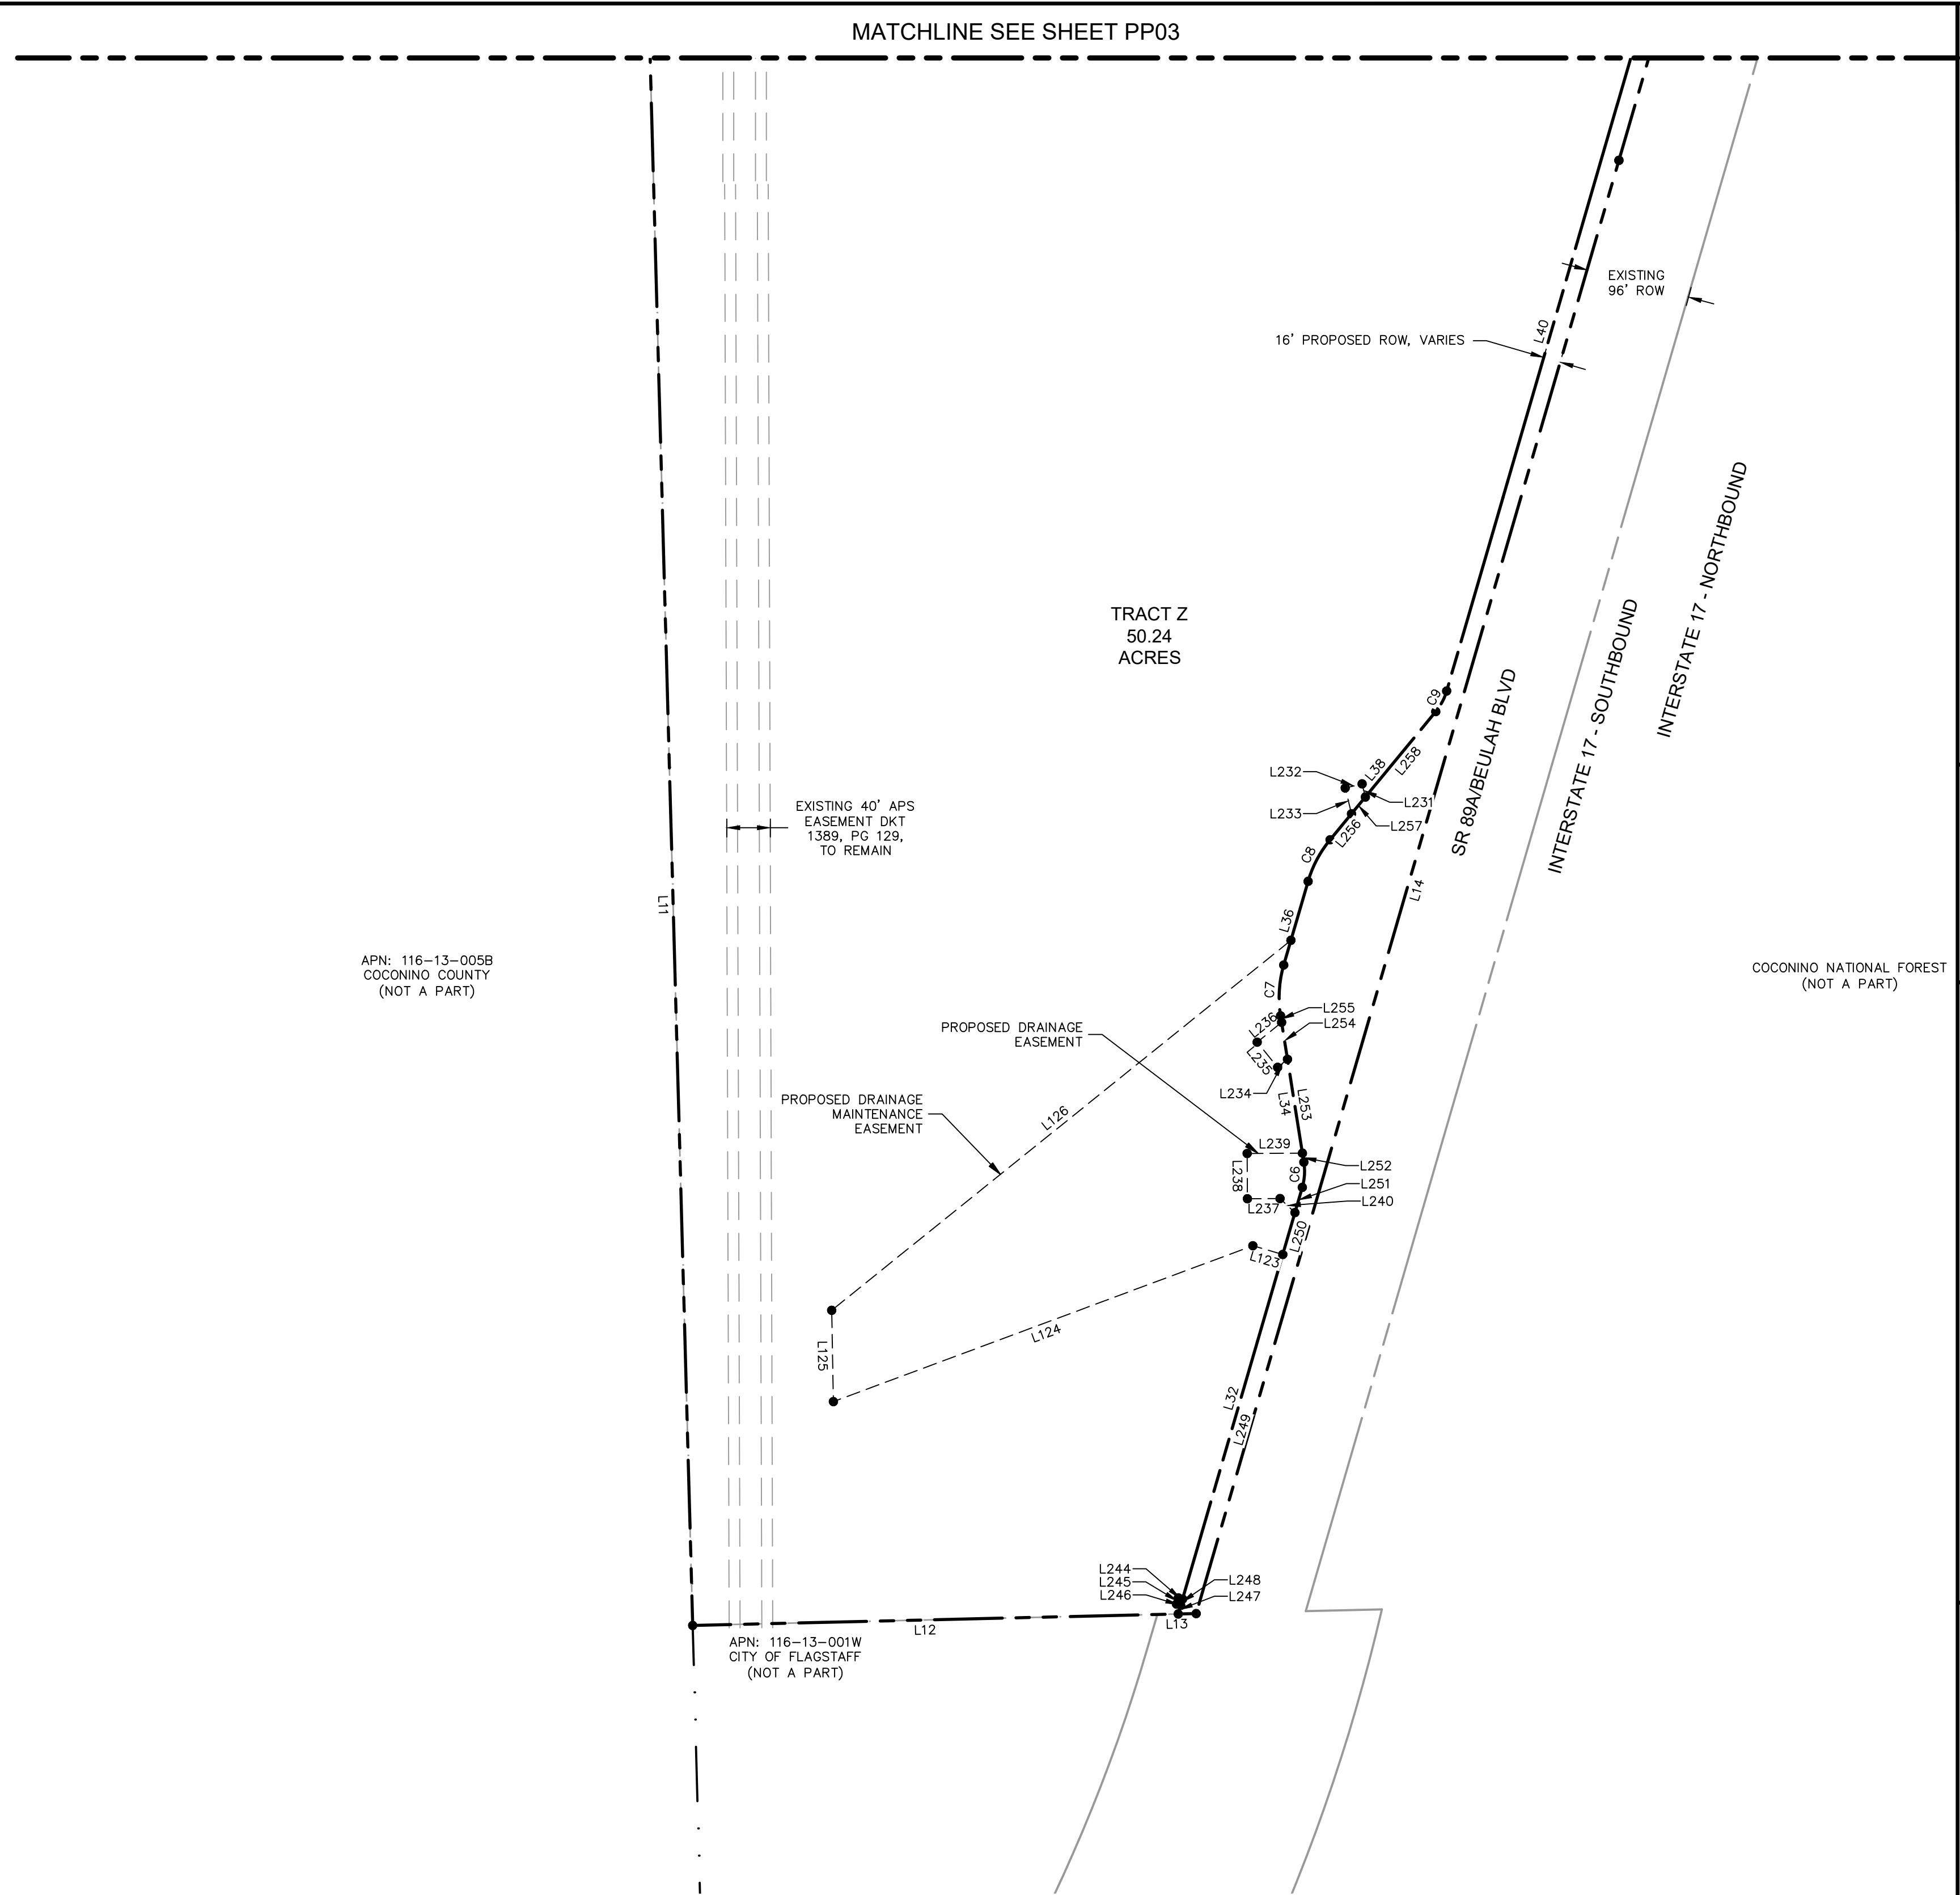 MATCHLINE SEE SHEET PP03
EXISTING
96' ROW
L40
16' PROPOSED ROW, VARIES
INTERSTATE 17 - NORTHBOUND
INTERSTATE 17 - SOUTHBOUND
SR 89A/BEULAH BLVD
TRACT Z
50.24
ACRES
C9
L258
L38
L232
L231
L233
L257
L256
C8
EXISTING 40' APS
EASEMENT DKT
1389, PG 129,
TO REMAIN
L14
L11
L36
APN: 116-13-005B
COCONINO COUNTY
(NOT A PART)
COCONINO NATIONAL FOREST
(NOT A PART)
C7
L255
L236
L254
PROPOSED DRAINAGE
EASEMENT
L235
L234
L34
L253
PROPOSED DRAINAGE
MAINTENANCE
EASEMENT
L126
L239
L252
L238
C6
L251
L240
L237
L250
L123
L124
L125
L32
L249
L244
L245
L246
L248
L247
L13
L12
APN: 116-13-001W
CITY OF FLAGSTAFF
(NOT A PART)